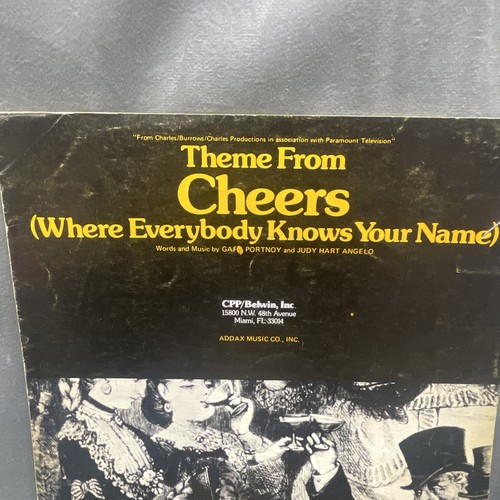 "From Charles/Burrows/Charles Productions in association with Paramount Television"
Theme From
Cheers
(Where Everybody Knows Your Name)
Words and Music by GARY PORTNOY and JUDY HART ANGELO
CPP/Belwin, Inc.
15800 N.W. 48th Avenue
Miami, FL 33014
ADDAX MUSIC CO., INC.